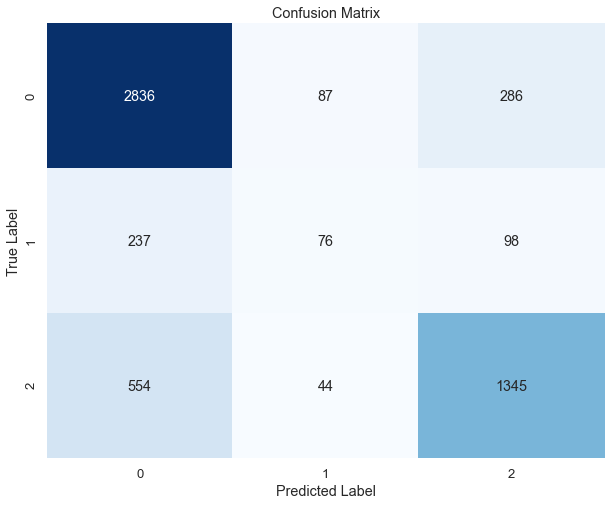 Confusion Matrix
True Label
0
2836 87 286
1
237 76 98
2
554 44 1345
0 1 2
Predicted Label